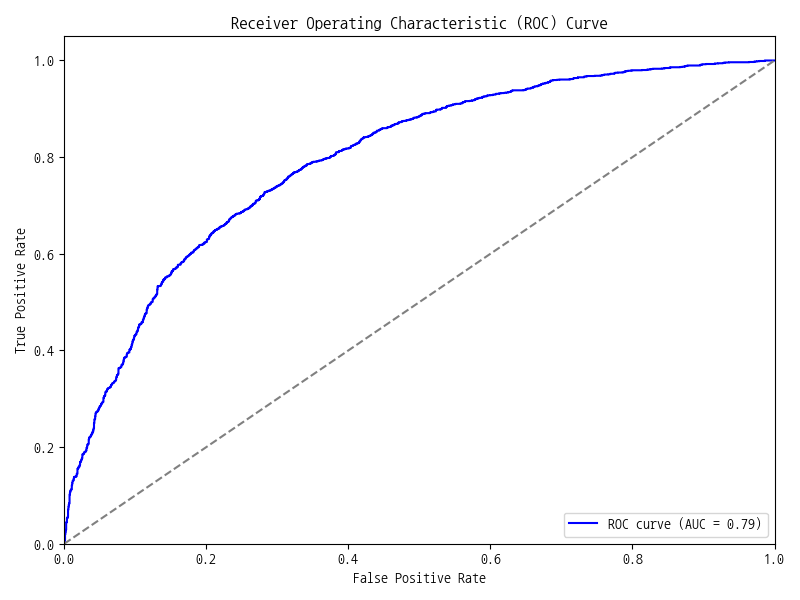 Receiver Operating Characteristic (ROC) Curve
True Positive Rate
1.0
0.8
0.6
0.4
0.2
0.0
0.0 0.2 0.4 0.6 0.8 1.0
False Positive Rate
ROC curve (AUC = 0.79)